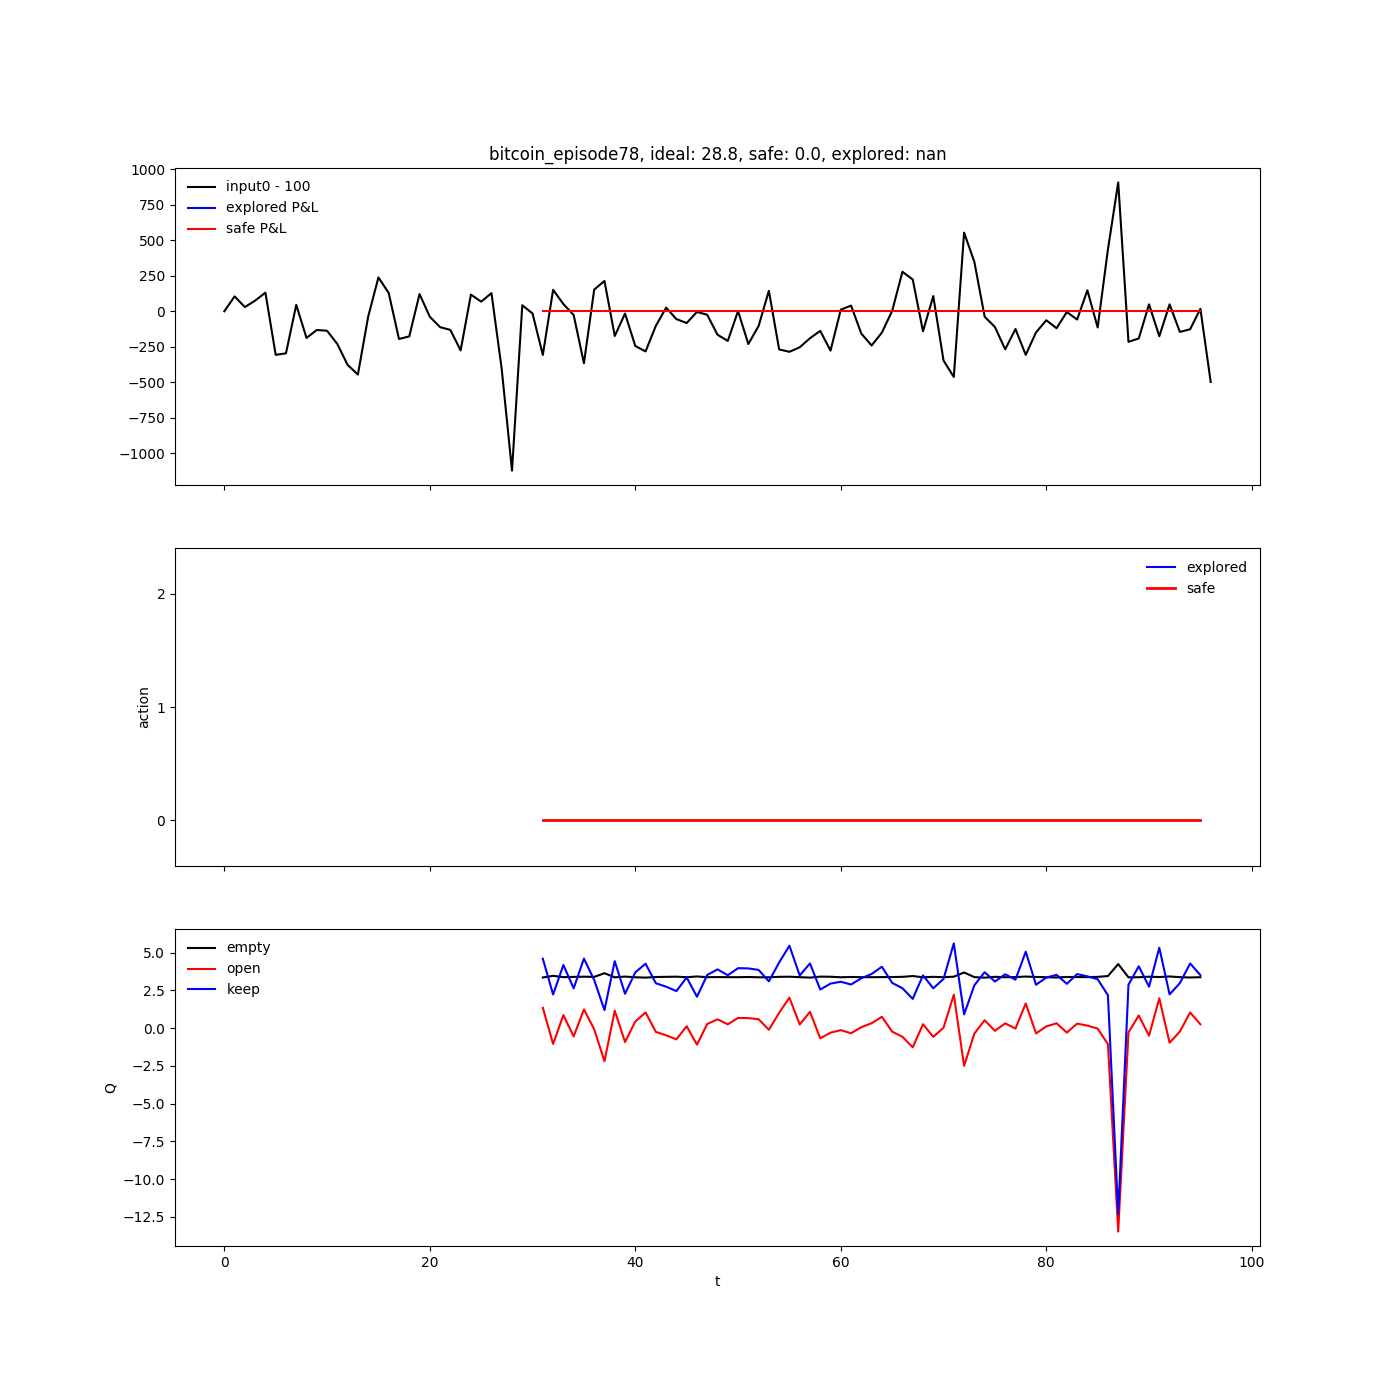 bitcoin_episode78, ideal: 28.8, safe: 0.0, explored: nan
1000
750
500
250
0
−250
−500
−750
−1000
input0 - 100
explored P&L
safe P&L
action
2
1
0
explored
safe
Q
5.0
2.5
0.0
−2.5
−5.0
−7.5
−10.0
−12.5
empty
open
keep
0 20 40 60 80 100
t